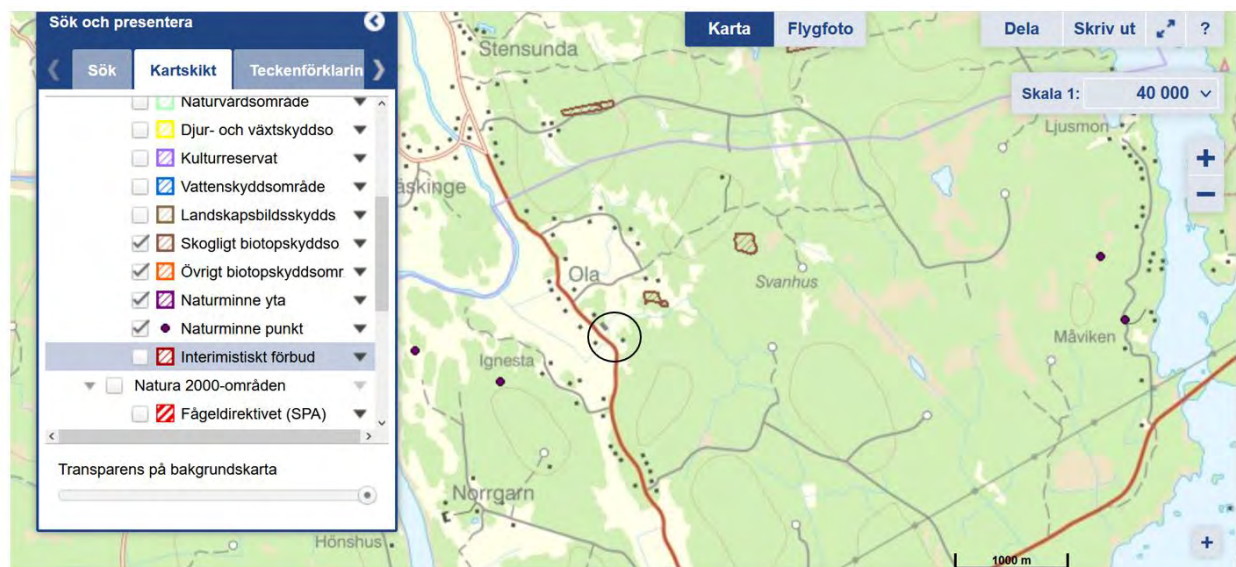 Sök och presentera
Sök
Kartskikt
Teckenförklarin
Naturvårdsområde
Djur- och växtskyddso
Kulturreservat
Vattenskyddsområde
Landskapsbildsskydds
Skogligt biotopskyddso
Övrigt biotopskyddsomr
Naturminne yta
Naturminne punkt
Interimistiskt förbud
Natura 2000-områden
Fågeldirektivet (SPA)
Transparens på bakgrundskarta
Karta
Flygfoto
Dela
Skriv ut
?
Skala 1:
40 000
Stensunda
Ljusmon
äskinge
Ola
Svanhus
Ignesta
Måviken
Norrgarn
Hönshus
1000 m